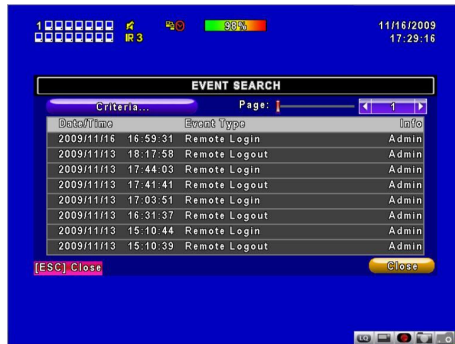 1 98% 11/16/2009
IR 3 17:29:16
EVENT SEARCH
Criteria... Page: 1
Date/Time Event Type Info
2009/11/16 16:59:31 Remote Login Admin
2009/11/13 18:17:58 Remote Logout Admin
2009/11/13 17:44:03 Remote Login Admin
2009/11/13 17:41:41 Remote Logout Admin
2009/11/13 17:03:51 Remote Login Admin
2009/11/13 16:31:37 Remote Logout Admin
2009/11/13 15:10:44 Remote Login Admin
2009/11/13 15:10:39 Remote Logout Admin
[ESC] Close Close